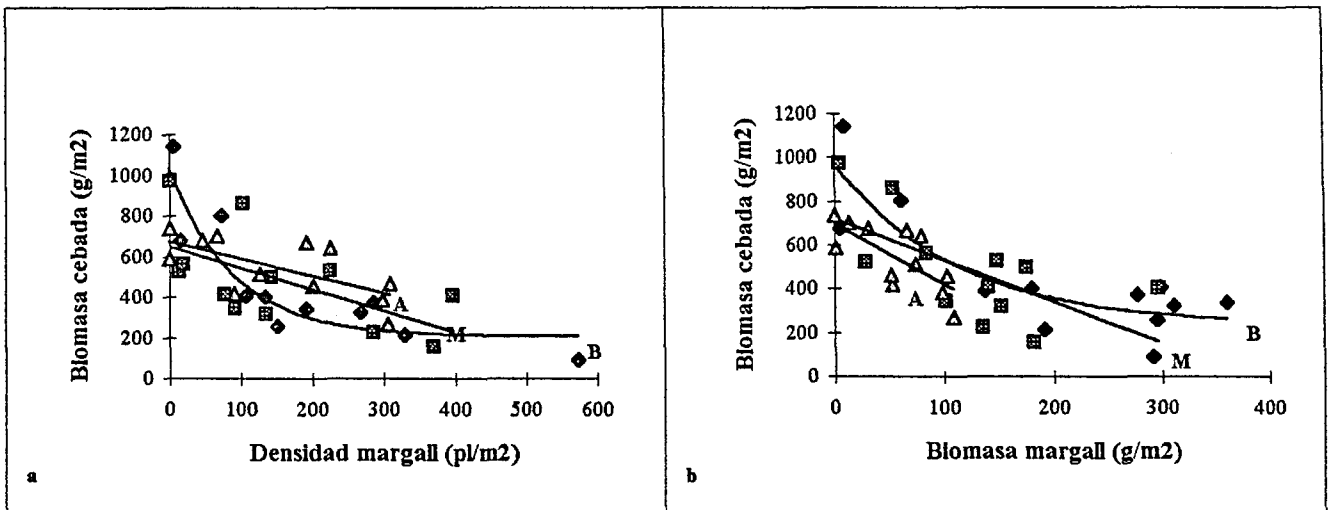 Biomasa cebada (g/m2)
1200
1000
800
600
400
200
0
0 100 200 300 400 500 600
A
M
B
Densidad margall (pl/m2)
a
Biomasa cebada (g/m2)
1200
1000
800
600
400
200
0
0 100 200 300 400
A
B
M
Biomasa margall (g/m2)
b